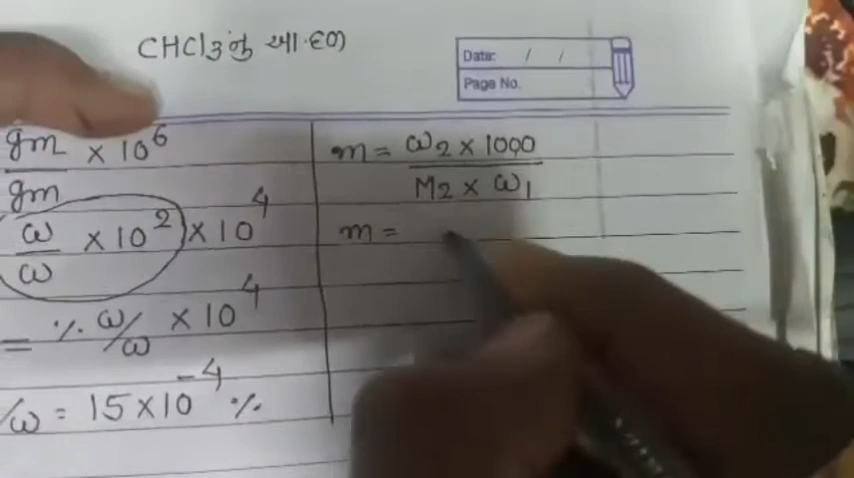 CHCl3નું આ.દળ
Date: / /
Page No.
gm/gm × 10^6
(ω/ω × 10^2) × 10^4
= % ω/ω × 10^4
/ω = 15 × 10^-4 %
m = ω2 × 1000 / M2 × ω1
m =